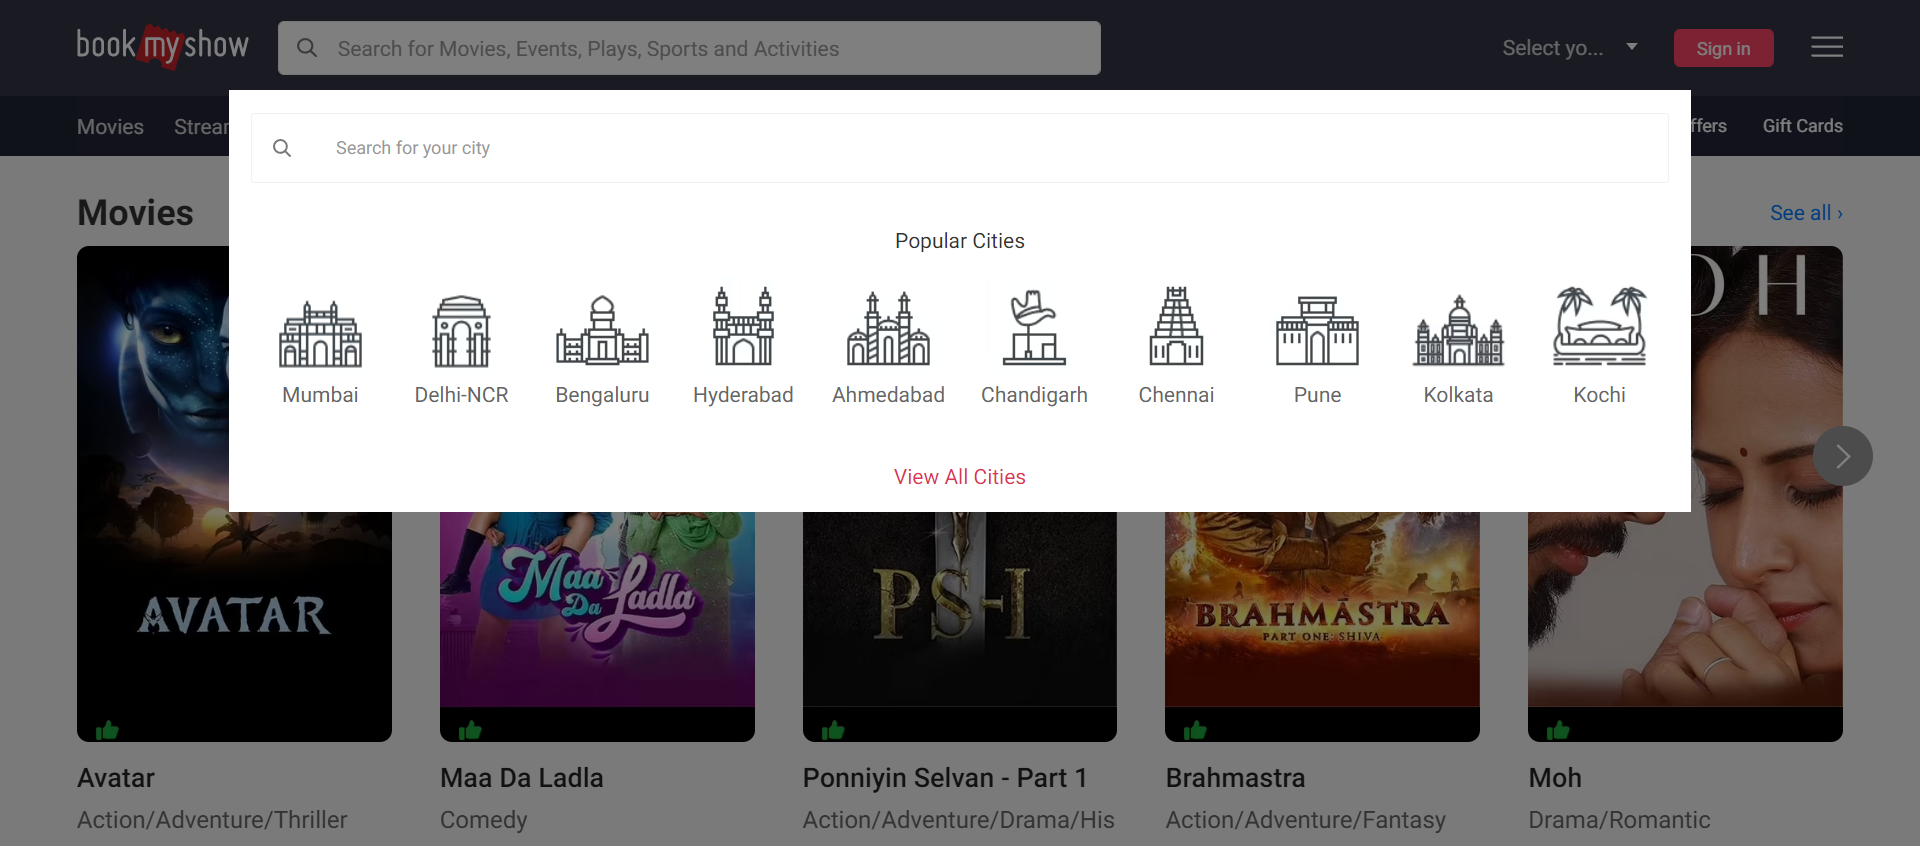 book my show
Search for Movies, Events, Plays, Sports and Activities
Select yo...
Sign in
Movies
Gift Cards
Search for your city
Movies
See all ›
Popular Cities
Mumbai
Delhi-NCR
Bengaluru
Hyderabad
Ahmedabad
Chandigarh
Chennai
Pune
Kolkata
Kochi
View All Cities
AVATAR
Maa
Da
Ladla
PS-I
BRAHMĀSTRA
PART ONE: SHIVA
Avatar
Maa Da Ladla
Ponniyin Selvan - Part 1
Brahmastra
Moh
Action/Adventure/Thriller
Comedy
Action/Adventure/Drama/His
Action/Adventure/Fantasy
Drama/Romantic